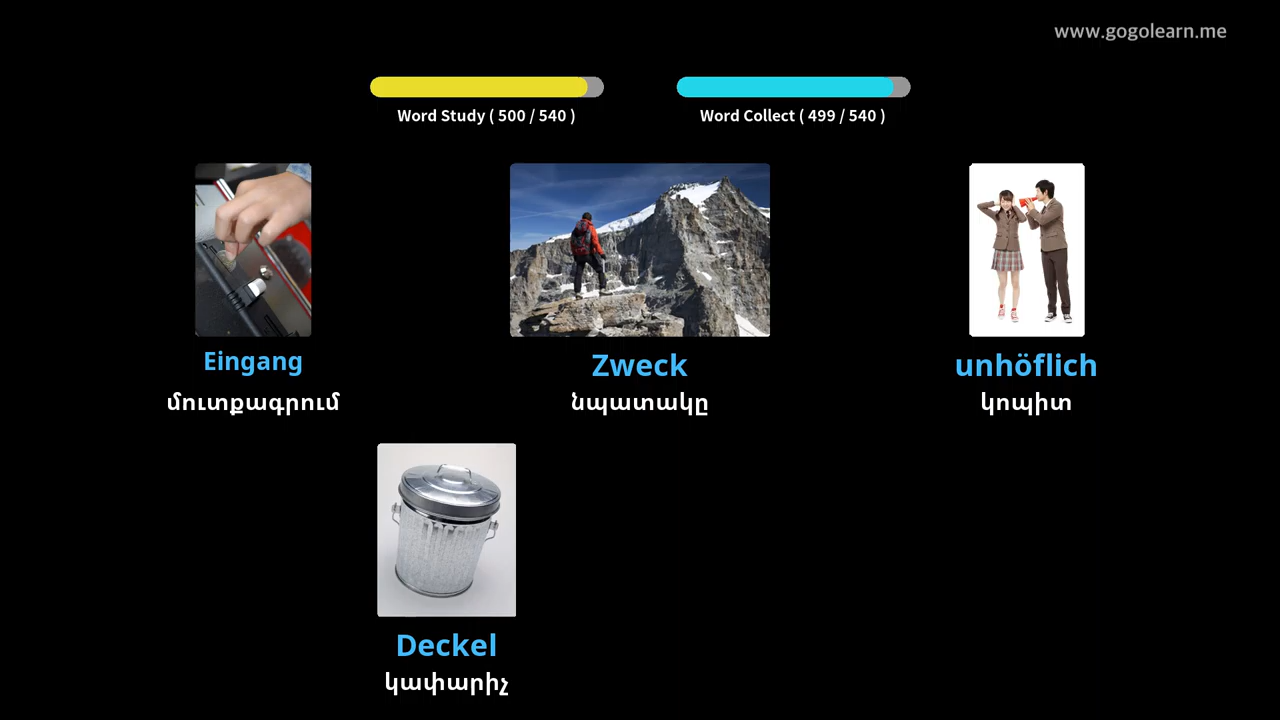 www.gogolearn.me
Word Study ( 500 / 540 )
Word Collect ( 499 / 540 )
Eingang
մուտքագրում
Zweck
նպատակը
unhöflich
կոպիտ
Deckel
կափարիչ